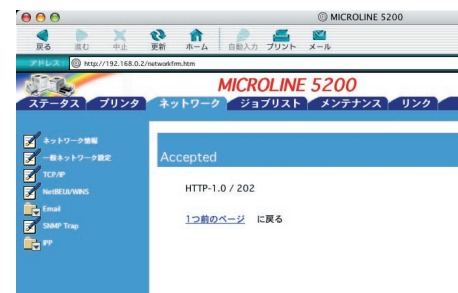 MICROLINE 5200
戻る 進む 中止 更新 ホーム 自動入力 プリント メール
アドレス: http://192.168.0.2/networkfrm.htm
MICROLINE 5200
ステータス プリンタ ネットワーク ジョブリスト メンテナンス リンク
ネットワーク情報
一般ネットワーク設定
TCP/IP
NetBEUI/WINS
Email
SNMP Trap
IPP
Accepted
HTTP-1.0 / 202
1つ前のページ に戻る